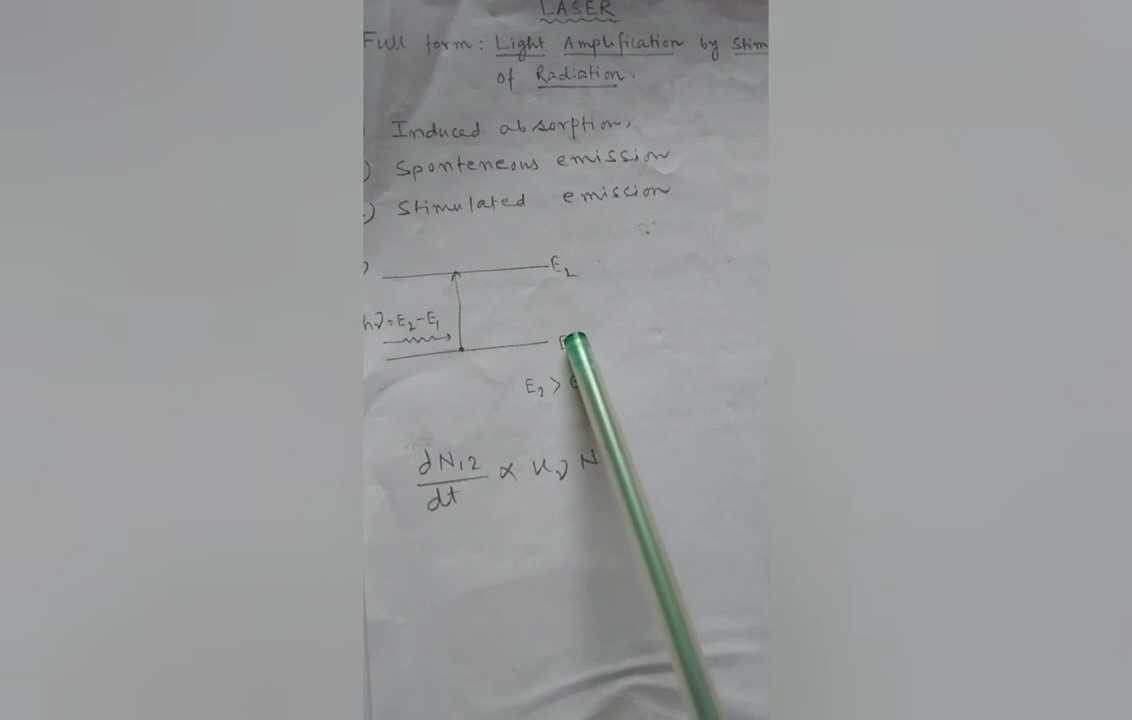 LASER
Full form: Light Amplification by Stim
of Radiation.
Induced absorption,
) Sponteneous emission
) Stimulated emission
) E2
hν=E2-E1
E2 >
dN12/dt ∝ uν N